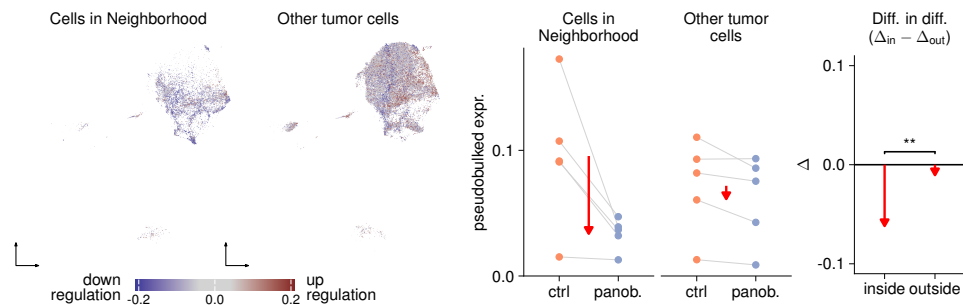 Cells in Neighborhood
Other tumor cells
down
regulation
-0.2
0.0
0.2
up
regulation
Cells in
Neighborhood
Other tumor
cells
pseudobulked expr.
0.1
0.0
ctrl
panob.
ctrl
panob.
Diff. in diff.
(Δin − Δout)
Δ
0.1
0.0
-0.1
**
inside outside